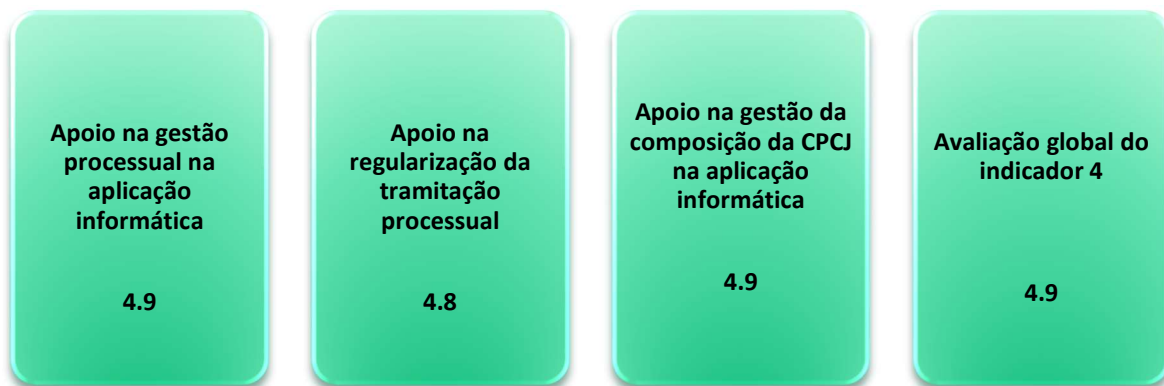 Apoio na gestão
processual na
aplicação
informática
4.9
Apoio na
regularização da
tramitação
processual
4.8
Apoio na gestão da
composição da CPCJ
na aplicação
informática
4.9
Avaliação global do
indicador 4
4.9